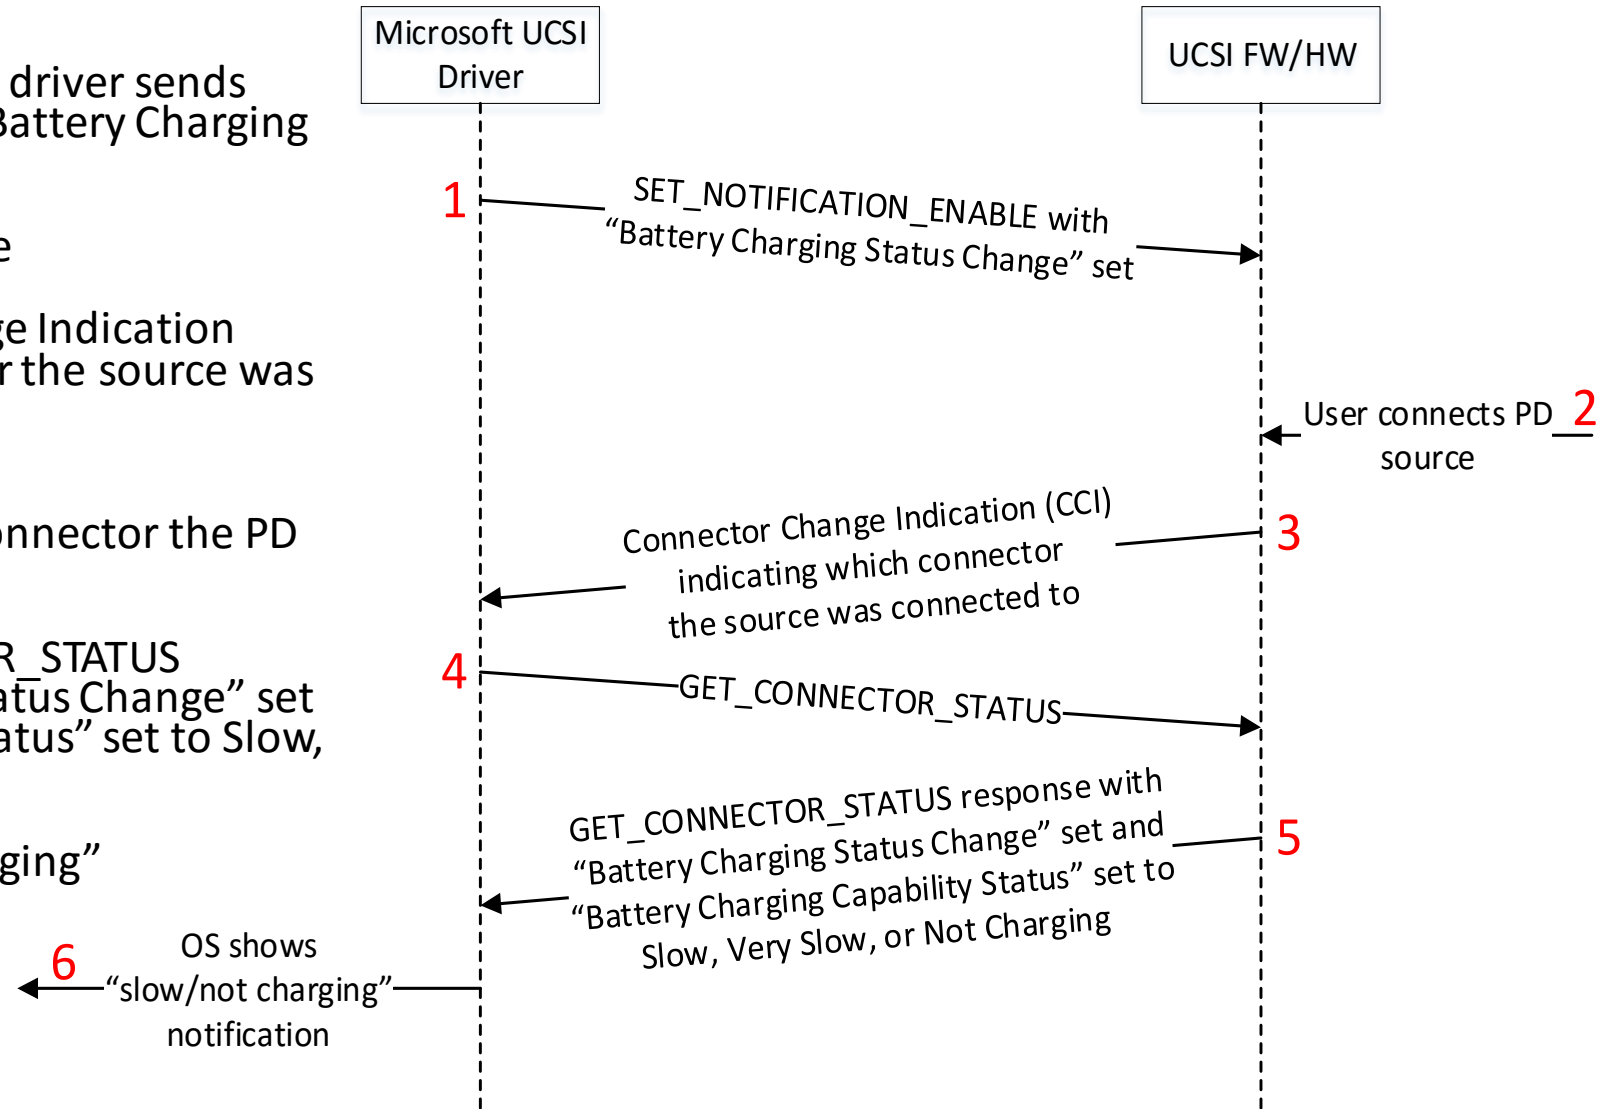 driver sends
Battery Charging
e
ge Indication
r the source was
onnector the PD
R_STATUS
atus Change” set
atus” set to Slow,
ging”
Microsoft UCSI
Driver
UCSI FW/HW
1
SET_NOTIFICATION_ENABLE with
“Battery Charging Status Change” set
User connects PD
source
2
Connector Change Indication (CCI)
indicating which connector
the source was connected to
3
4
GET_CONNECTOR_STATUS
GET_CONNECTOR_STATUS response with
“Battery Charging Status Change” set and
“Battery Charging Capability Status” set to
Slow, Very Slow, or Not Charging
5
6
OS shows
“slow/not charging”
notification